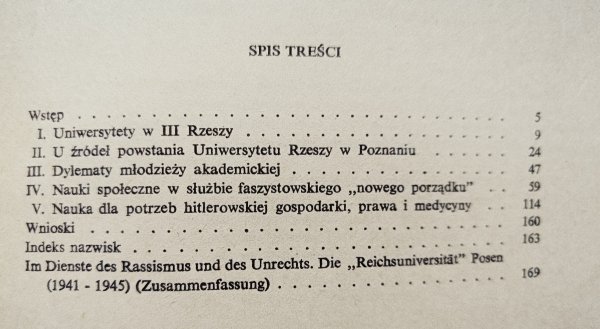 SPIS TREŚCI
Wstęp . . . . . . . . . . . . . . . . . . . . . . . 5
I. Uniwersytety w III Rzeszy . . . . . . . . . . . . . . 9
II. U źródeł powstania Uniwersytetu Rzeszy w Poznaniu . . . . . . 24
III. Dylematy młodzieży akademickiej . . . . . . . . . . . . 47
IV. Nauki społeczne w służbie faszystowskiego „nowego porządku” . . . 59
V. Nauka dla potrzeb hitlerowskiej gospodarki, prawa i medycyny . . . 114
Wnioski . . . . . . . . . . . . . . . . . . . . . . 160
Indeks nazwisk . . . . . . . . . . . . . . . . . . . 163
Im Dienste des Rassismus und des Unrechts. Die „Reichsuniversität” Posen
(1941 - 1945) (Zusammenfassung) . . . . . . . . . . . . 169